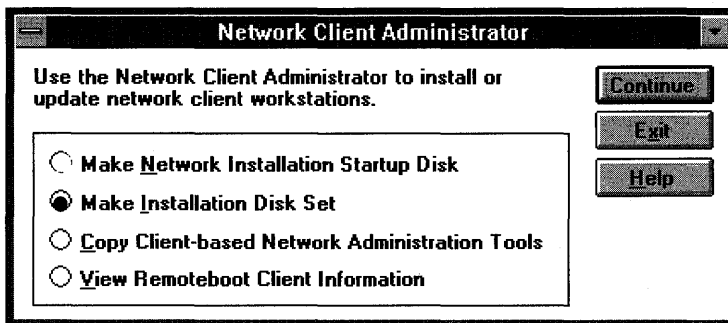 Network Client Administrator
Use the Network Client Administrator to install or
update network client workstations.
Continue
Exit
Help
Make Network Installation Startup Disk
Make Installation Disk Set
Copy Client-based Network Administration Tools
View Remoteboot Client Information